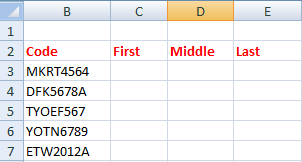 B C D E
1
2 Code First Middle Last
3 MKRT4564
4 DFK5678A
5 TYOEF567
6 YOTN6789
7 ETW2012A